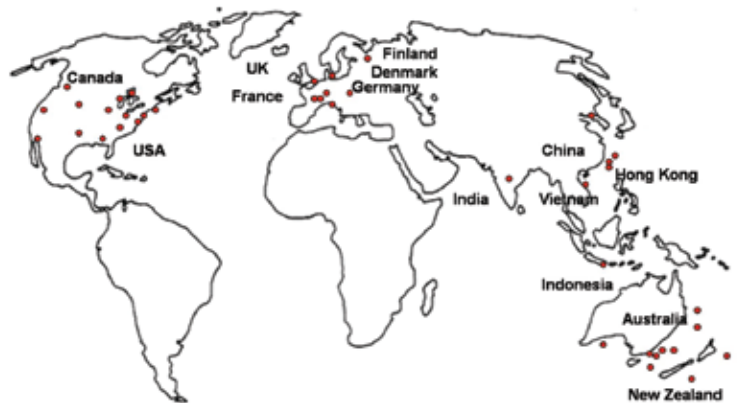 Canada
USA
UK
France
Finland
Denmark
Germany
China
Hong Kong
India
Vietnam
Indonesia
Australia
New Zealand